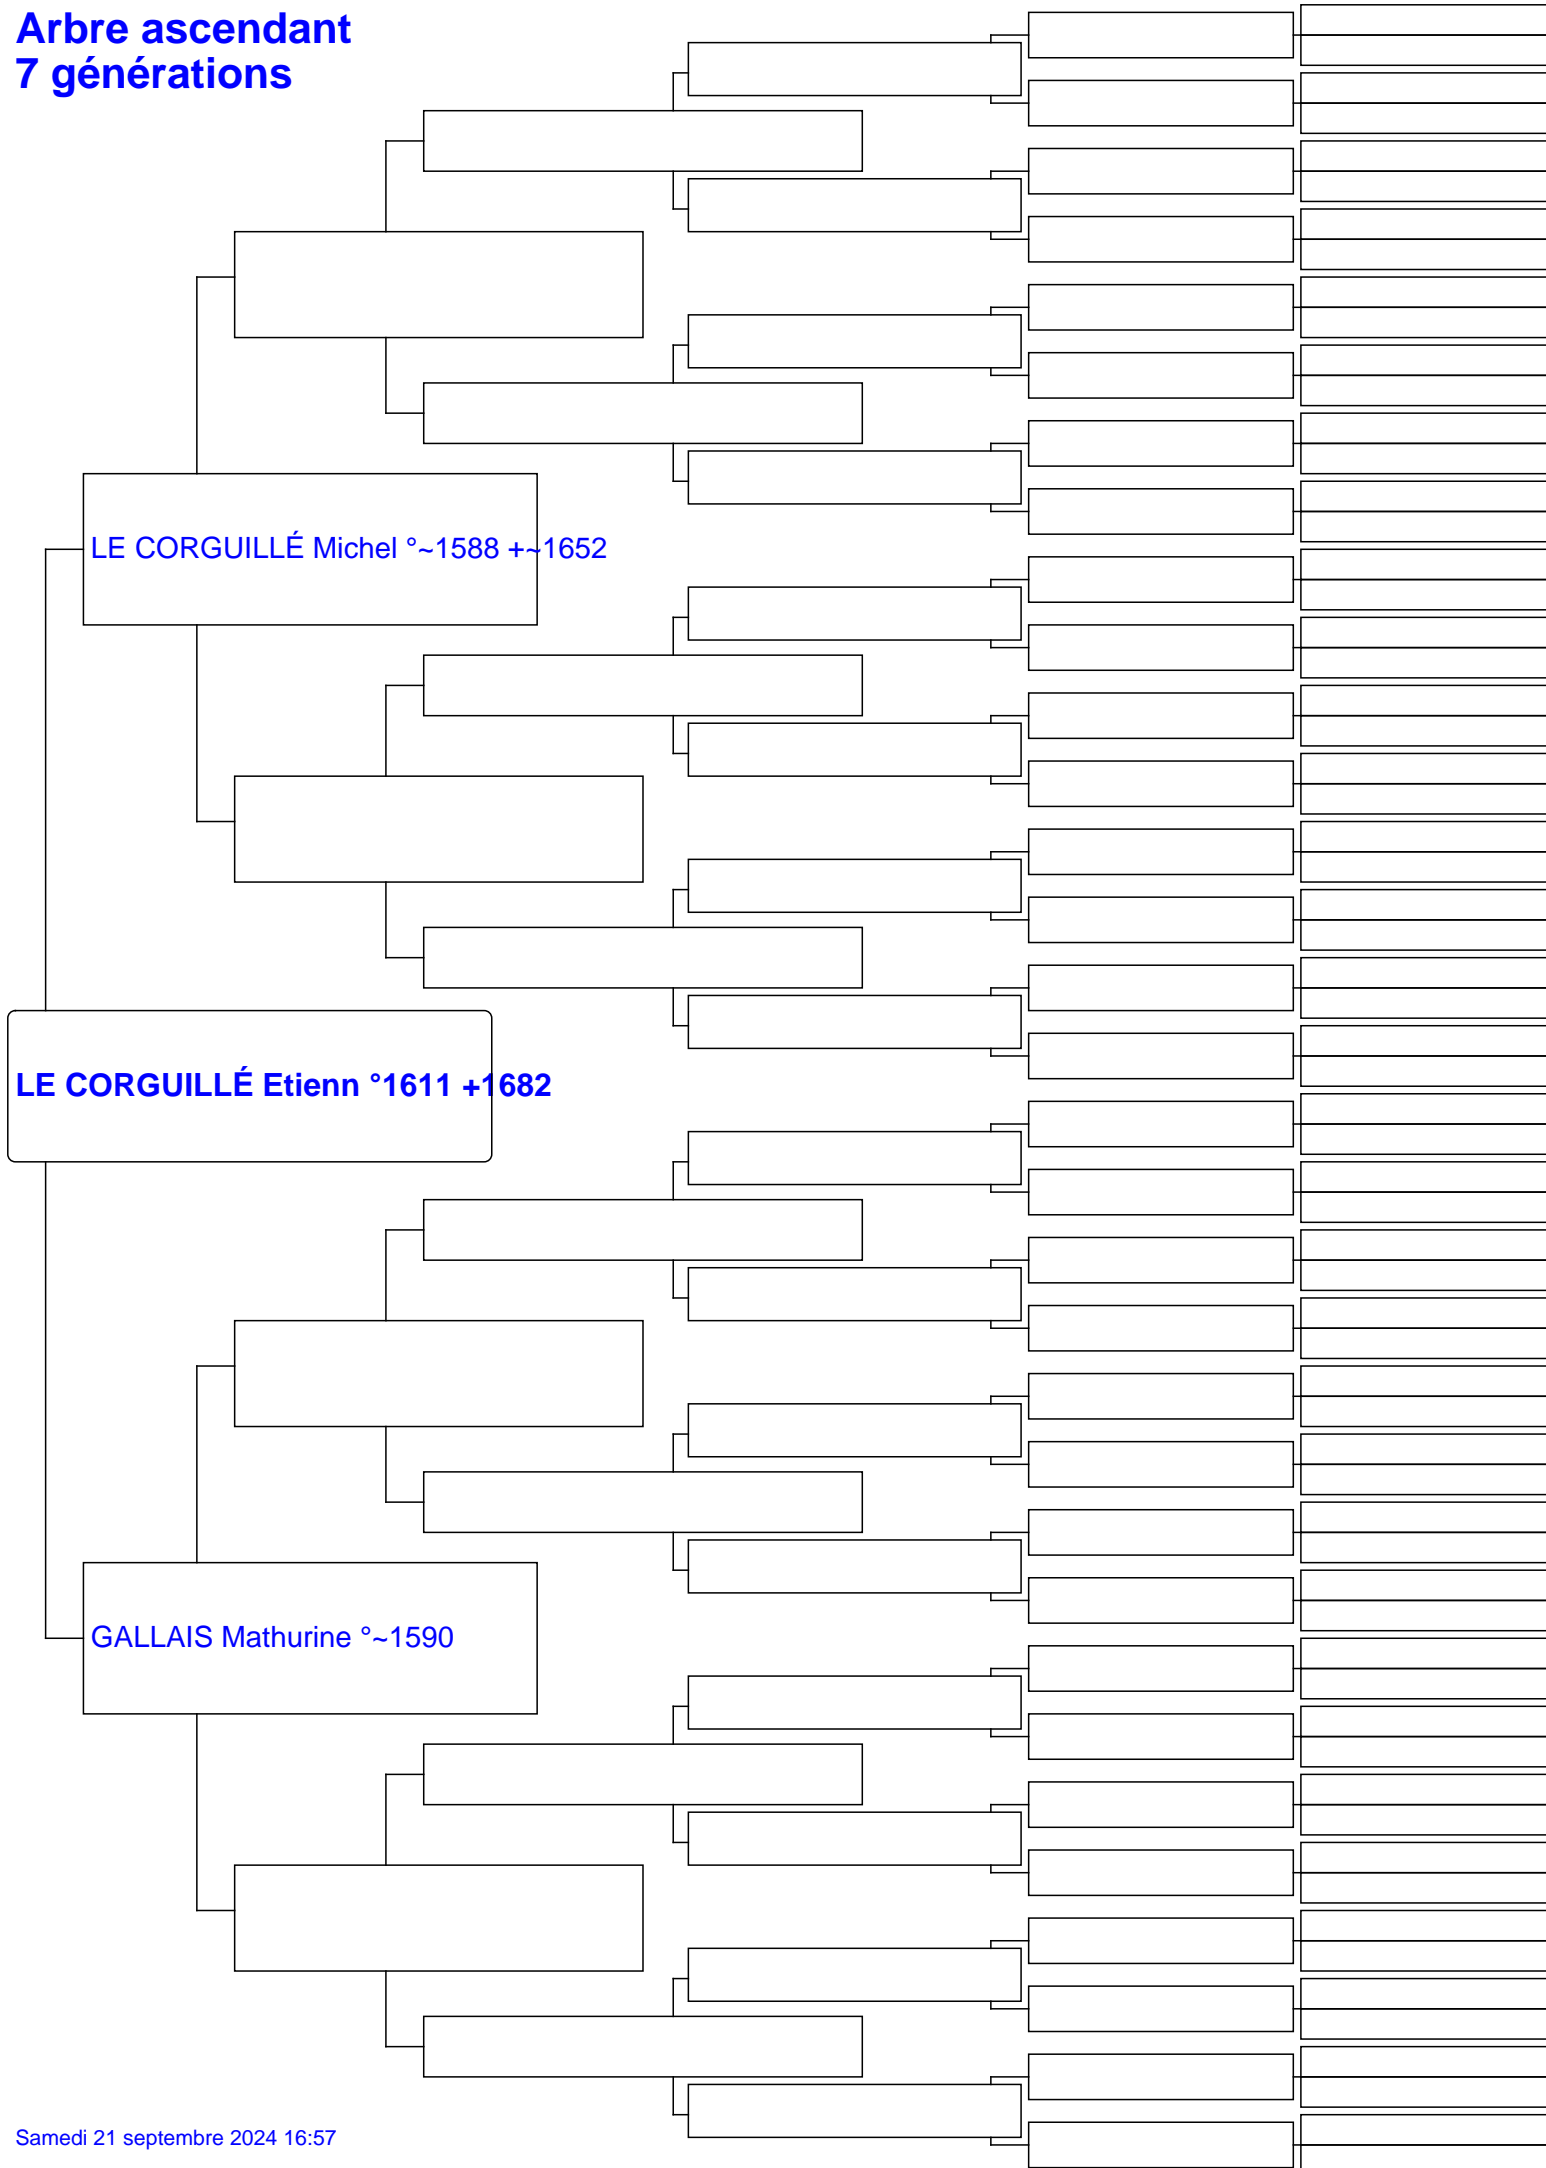 Arbre ascendant
7 générations
LE CORGUILLÉ Michel °~1588 +~1652
LE CORGUILLÉ Etienn °1611 +1682
GALLAIS Mathurine °~1590
Samedi 21 septembre 2024 16:57